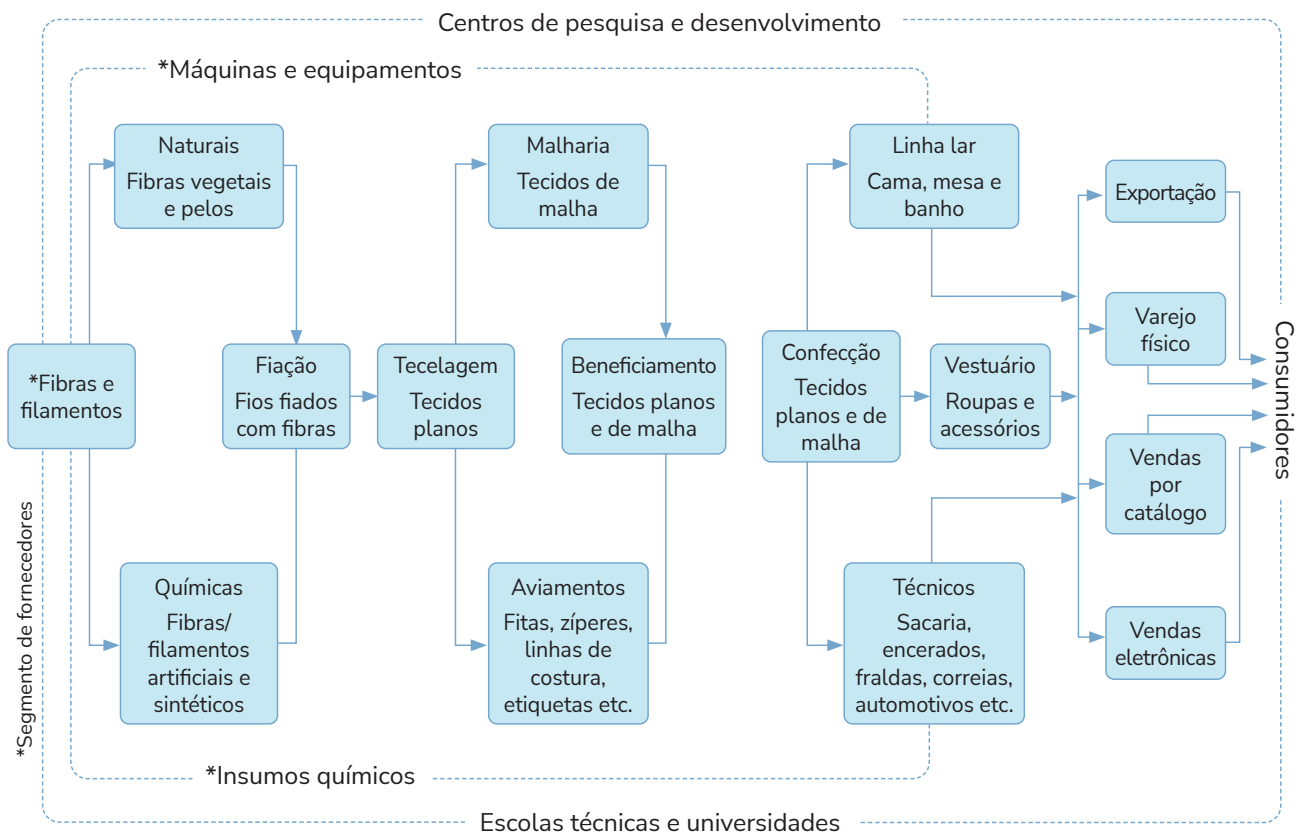 Centros de pesquisa e desenvolvimento
*Máquinas e equipamentos
*Segmento de fornecedores
*Fibras e
filamentos
Naturais
Fibras vegetais
e pelos
Químicas
Fibras/
filamentos
artificiais e
sintéticos
Fiação
Fios fiados
com fibras
Tecelagem
Tecidos
planos
Malharia
Tecidos de
malha
Aviamentos
Fitas, zíperes,
linhas de
costura,
etiquetas etc.
Beneficiamento
Tecidos planos
e de malha
Confecção
Tecidos
planos e de
malha
Linha lar
Cama, mesa e
banho
Vestuário
Roupas e
acessórios
Técnicos
Sacaria,
encerados,
fraldas, correias,
automotivos etc.
Exportação
Varejo
físico
Vendas
por
catálogo
Vendas
eletrônicas
Consumidores
*Insumos químicos
Escolas técnicas e universidades